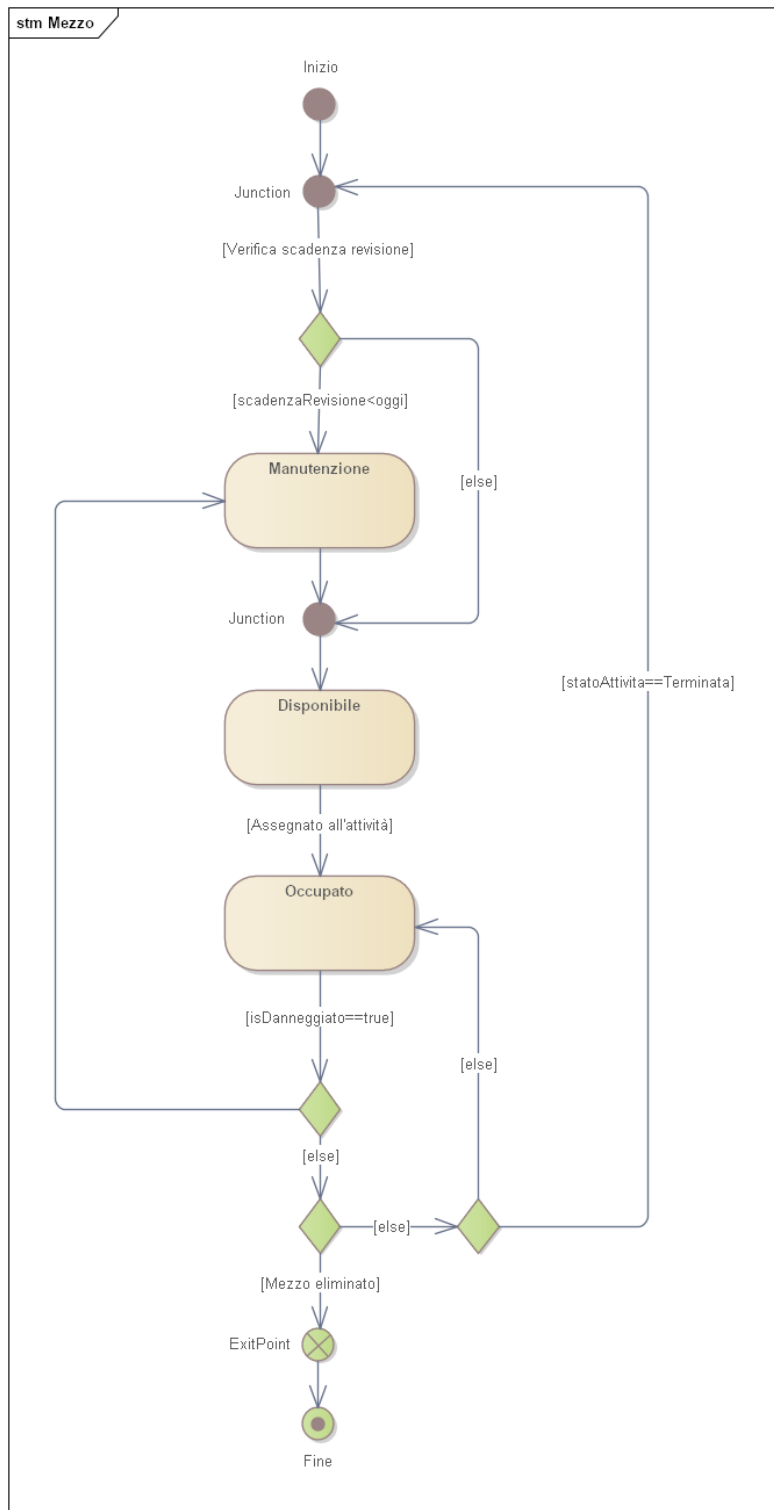 stm Mezzo
Inizio
Junction
[Verifica scadenza revisione]
[scadenzaRevisione<oggi]
Manutenzione
[else]
Junction
[statoAttivita==Terminata]
Disponibile
[Assegnato all'attività]
Occupato
[isDanneggiato==true]
[else]
[else]
[else]
[Mezzo eliminato]
ExitPoint
Fine